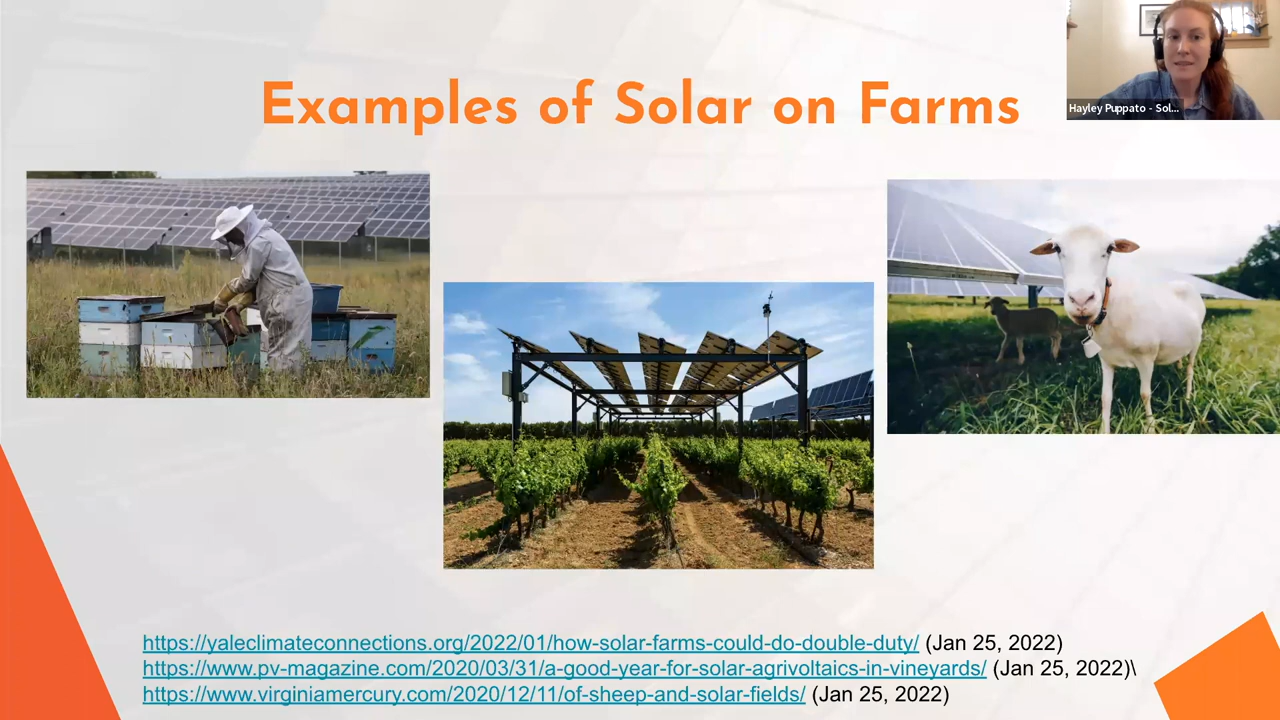 Examples of Solar on Farms
Hayley Puppato - Sol...
https://yaleclimateconnections.org/2022/01/how-solar-farms-could-do-double-duty/ (Jan 25, 2022)
https://www.pv-magazine.com/2020/03/31/a-good-year-for-solar-agrivoltaics-in-vineyards/ (Jan 25, 2022)\
https://www.virginiamercury.com/2020/12/11/of-sheep-and-solar-fields/ (Jan 25, 2022)